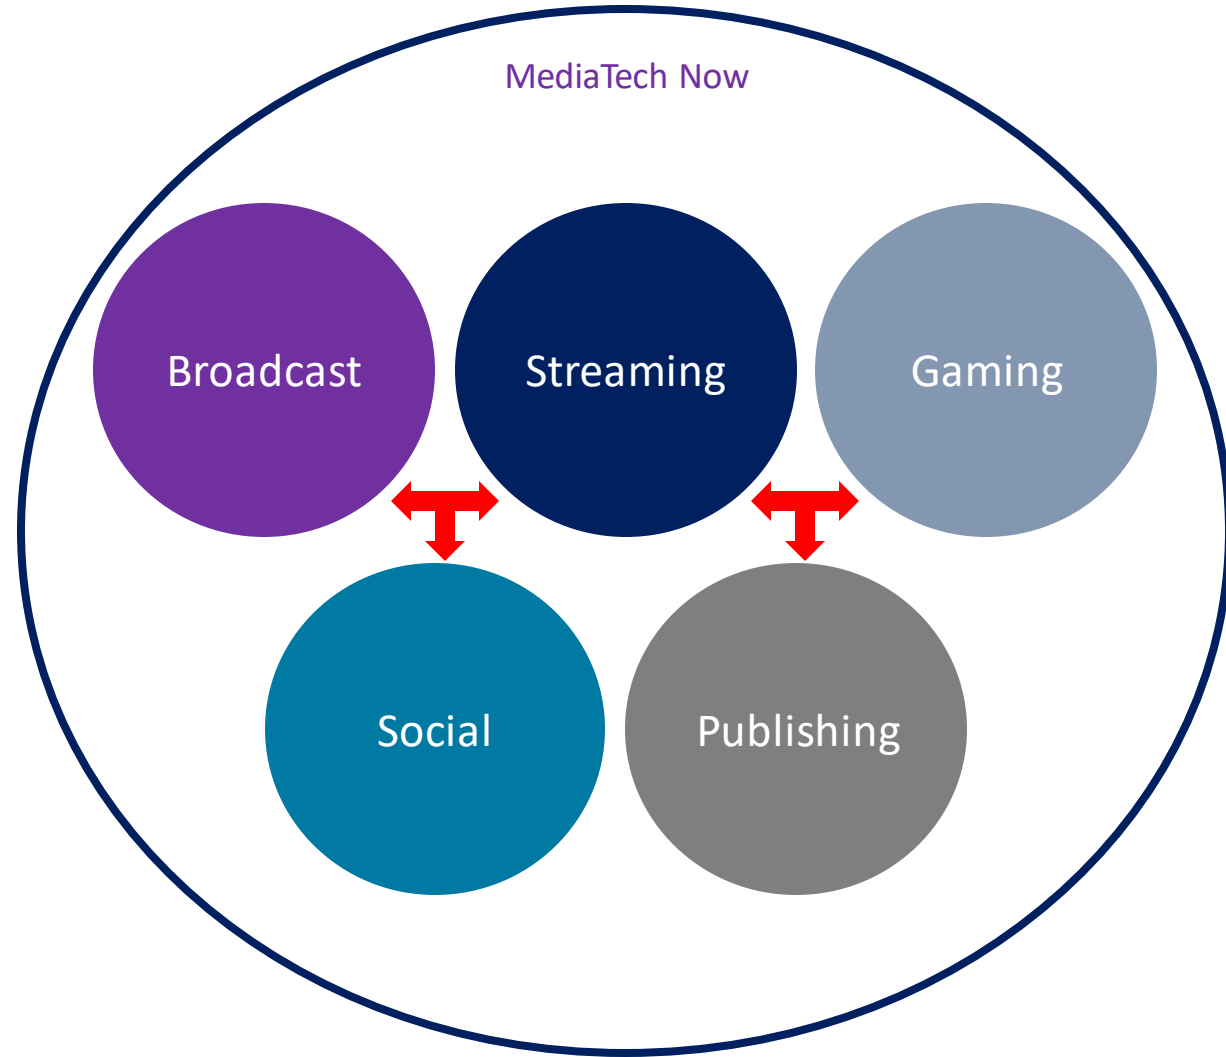 MediaTech Now
Broadcast
Streaming
Gaming
Social
Publishing